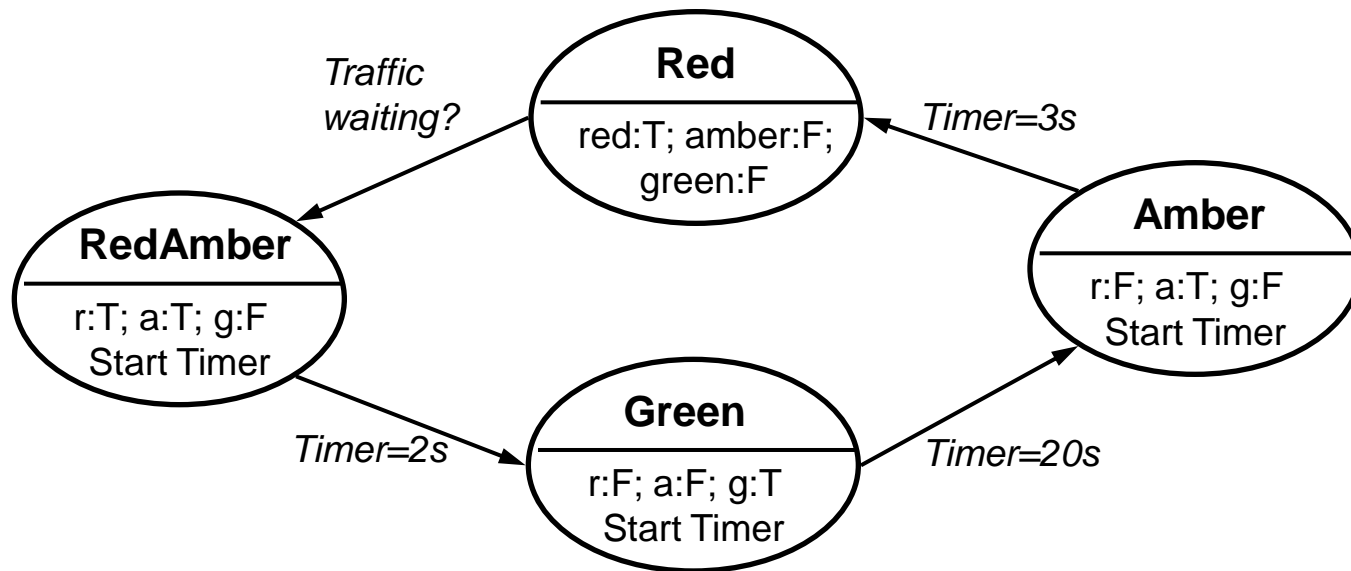 Traffic
waiting?
Red
red:T; amber:F;
green:F
Timer=3s
RedAmber
r:T; a:T; g:F
Start Timer
Amber
r:F; a:T; g:F
Start Timer
Timer=2s
Green
r:F; a:F; g:T
Start Timer
Timer=20s